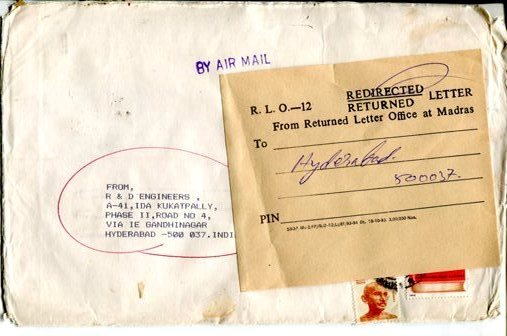 BY AIR MAIL
R. L. O.—12
REDIRECTED
RETURNED LETTER
From Returned Letter Office at Madras
To
Hyderabad.
500037.
PIN
FROM,
R & D ENGINEERS ,
A-41,IDA KUKATPALLY,
PHASE II,ROAD NO 4,
VIA IE GANDHINAGAR
HYDERABAD -500 037.INDI